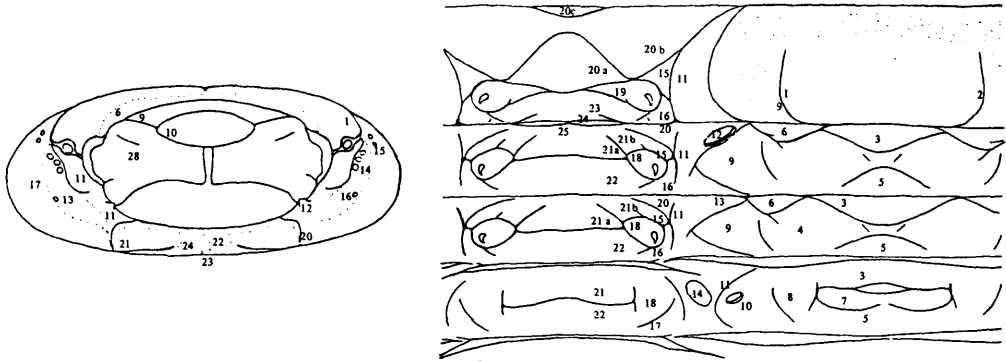 6 9 10 1
28 15
11 14
17 13 16
11 12
21 24 22 20
23
20c
20 b
20 a 15 11
19 1 2
23 9
24 16
25 21b 20 12 6 3
21a 18 15 11 9
22 16 5
21b 20 13 6 3
21 a 18 15 11 9 4
22 16 5
3
21 18 14 11 10 8 7
22 17 5